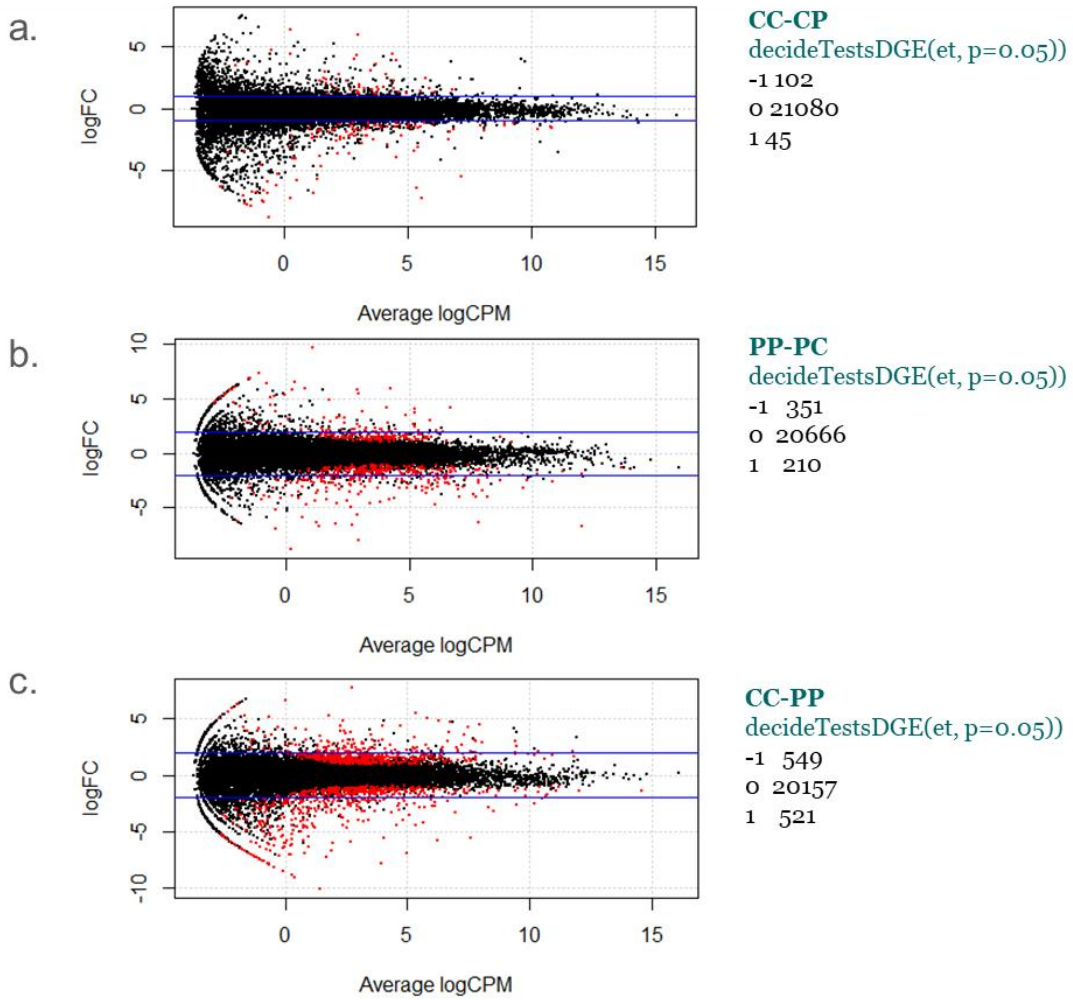 a.
5
0
-5
logFC
0 5 10 15
Average logCPM
CC-CP
decideTestsDGE(et, p=0.05))
-1 102
0 21080
1 45
b.
10
5
0
-5
logFC
0 5 10 15
Average logCPM
PP-PC
decideTestsDGE(et, p=0.05))
-1 351
0 20666
1 210
c.
5
0
-5
-10
logFC
0 5 10 15
Average logCPM
CC-PP
decideTestsDGE(et, p=0.05))
-1 549
0 20157
1 521